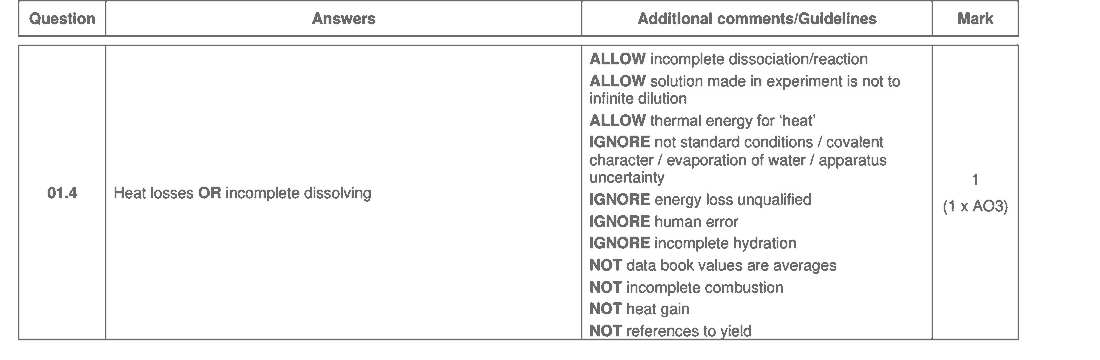 Question Answers Additional comments/Guidelines Mark
ALLOW incomplete dissociation/reaction
ALLOW solution made in experiment is not to
infinite dilution
ALLOW thermal energy for ‘heat’
IGNORE not standard conditions / covalent
character / evaporation of water / apparatus
uncertainty
01.4 Heat losses OR incomplete dissolving
1
(1 x AO3)
IGNORE energy loss unqualified
IGNORE human error
IGNORE incomplete hydration
NOT data book values are averages
NOT incomplete combustion
NOT heat gain
NOT references to yield